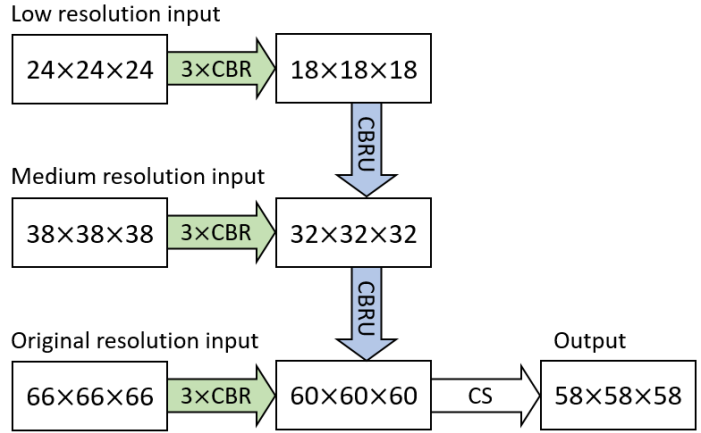 Low resolution input
24×24×24
3×CBR
18×18×18
CBRU
Medium resolution input
38×38×38
3×CBR
32×32×32
CBRU
Original resolution input
Output
66×66×66
3×CBR
60×60×60
CS
58×58×58